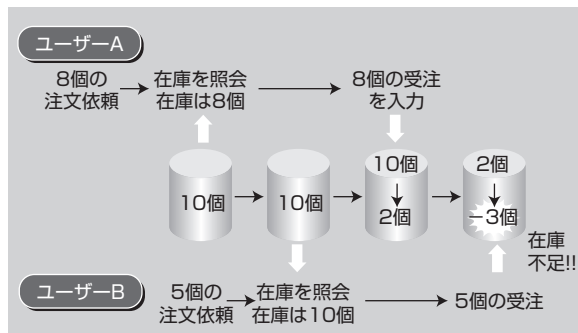 ユーザーA
8個の
注文依頼
在庫を照会
在庫は8個
8個の受注
を入力
10個
10個
10個
2個
2個
−3個
在庫
不足!!
ユーザーB
5個の
注文依頼
在庫を照会
在庫は10個
5個の受注